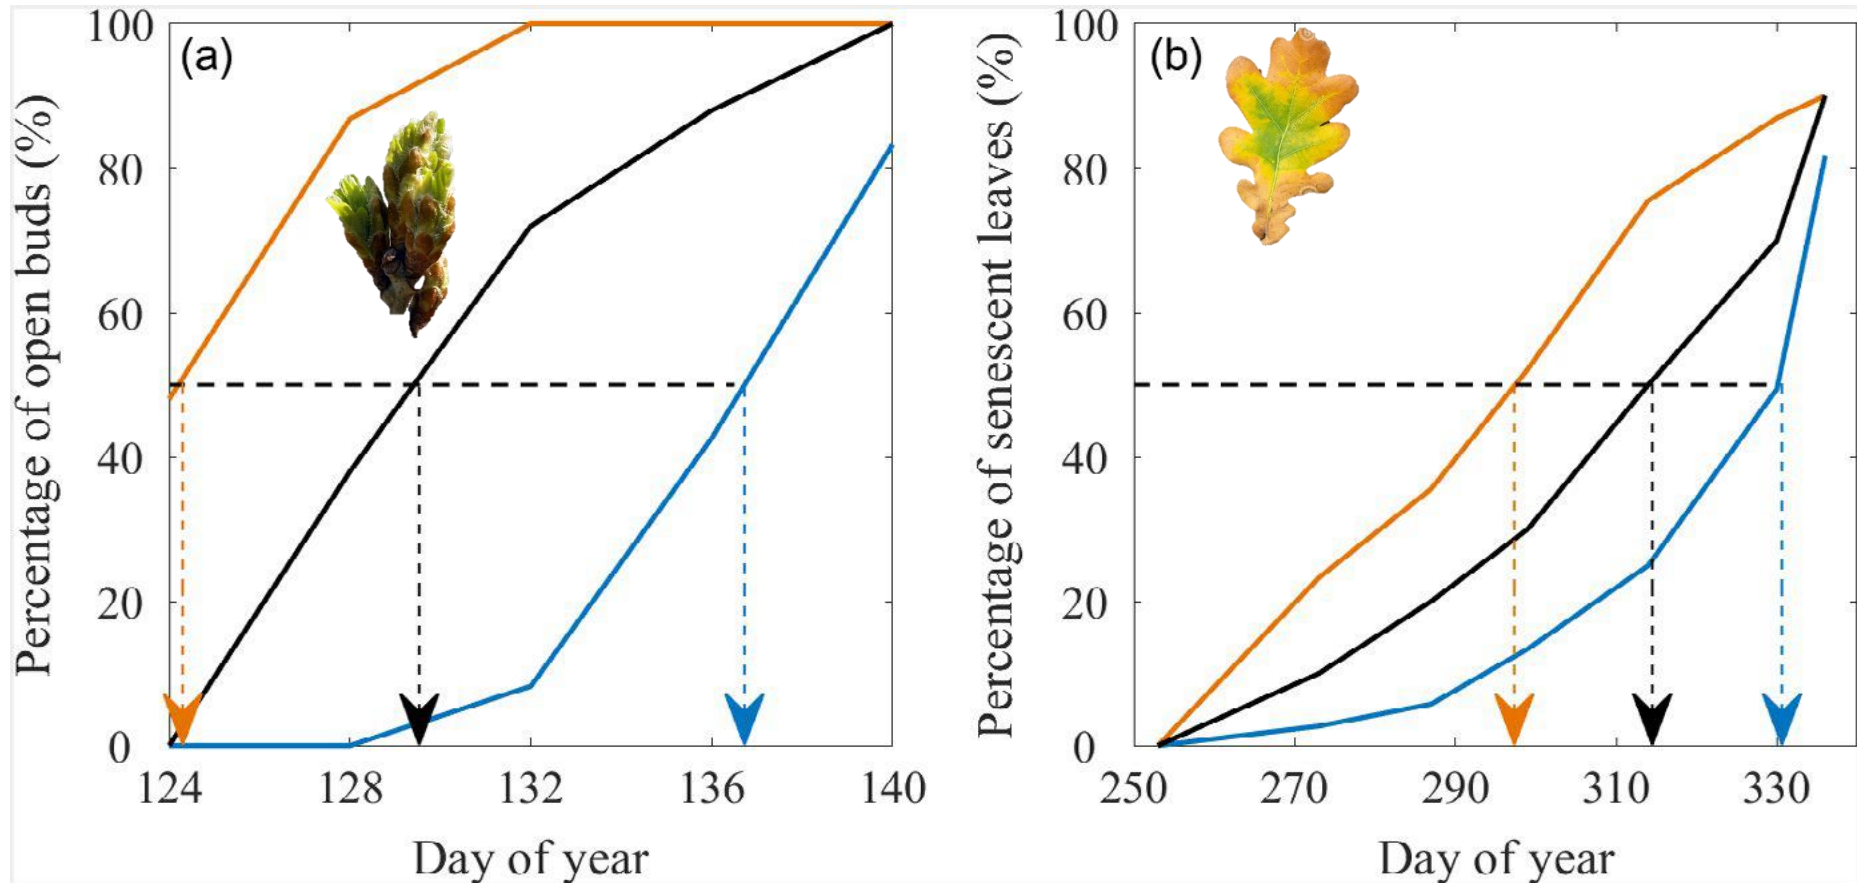 (a)
Percentage of open buds (%)
100
80
60
40
20
0
124 128 132 136 140
Day of year
(b)
Percentage of senescent leaves (%)
100
80
60
40
20
0
250 270 290 310 330
Day of year